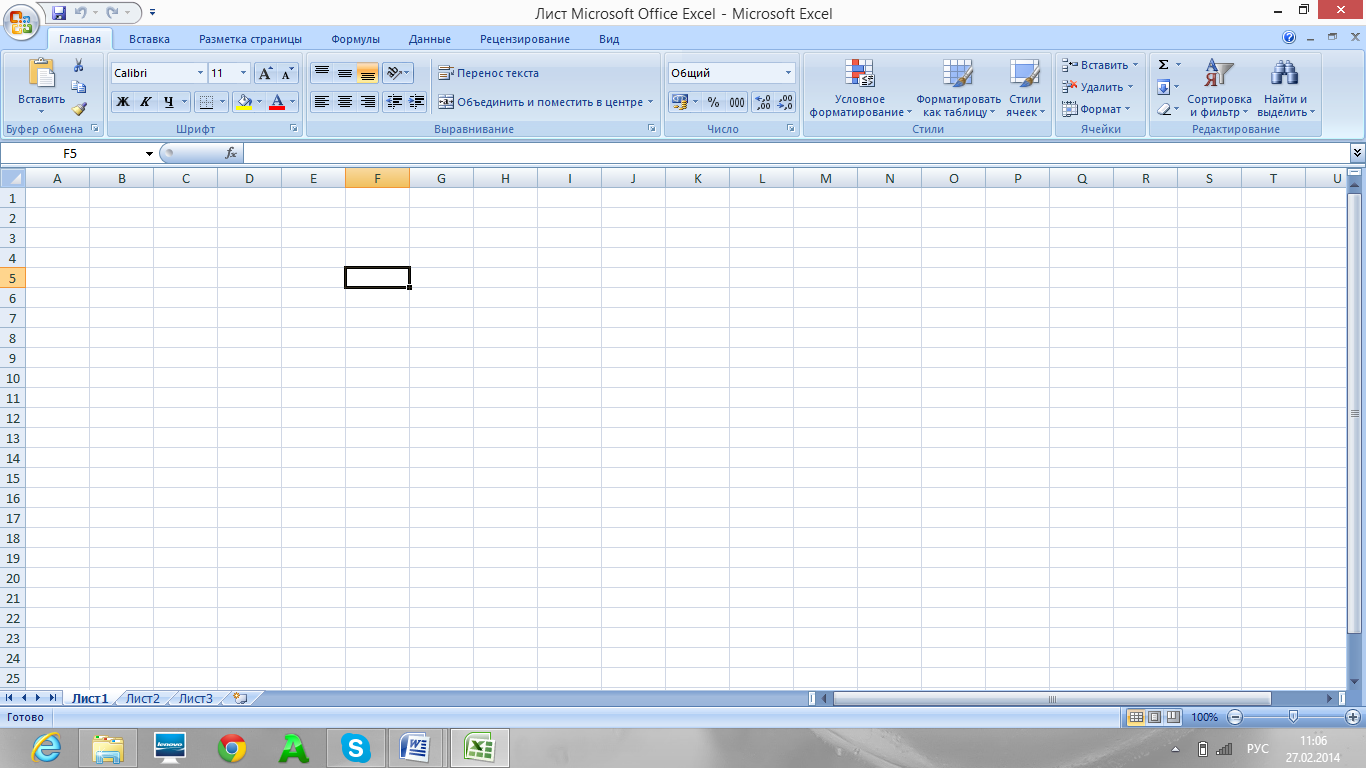 Лист Microsoft Office Excel - Microsoft Excel
Главная Вставка Разметка страницы Формулы Данные Рецензирование Вид
Вставить
Буфер обмена
Calibri 11
Ж К Ч
Шрифт
Перенос текста
Объединить и поместить в центре
Выравнивание
Общий
% 000 ,00 ,0
Число
Условное форматирование
Форматировать как таблицу
Стили ячеек
Стили
Вставить
Удалить
Формат
Ячейки
Σ
Сортировка и фильтр
Найти и выделить
Редактирование
F5 fx
A B C D E F G H I J K L M N O P Q R S T U
1
2
3
4
5
6
7
8
9
10
11
12
13
14
15
16
17
18
19
20
21
22
23
24
25
Лист1 Лист2 Лист3
Готово 100%
lenovo РУС 11:06
27.02.2014